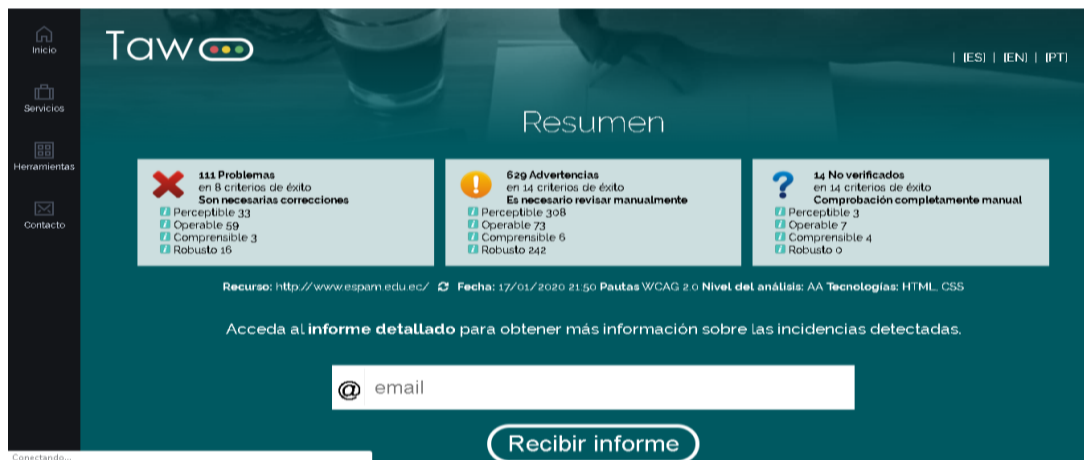 Inicio
Servicios
Herramientas
Contacto
Taw
| [ES] | [EN] | [PT]
Resumen
111 Problemas
en 8 criterios de éxito
Son necesarias correcciones
Perceptible 33
Operable 59
Comprensible 3
Robusto 16
629 Advertencias
en 14 criterios de éxito
Es necesario revisar manualmente
Perceptible 308
Operable 73
Comprensible 6
Robusto 242
14 No verificados
en 14 criterios de éxito
Comprobación completamente manual
Perceptible 3
Operable 7
Comprensible 4
Robusto 0
Recurso: http://www.espam.edu.ec/ Fecha: 17/01/2020 21:50 Pautas WCAG 2.0 Nivel del análisis: AA Tecnologías: HTML, CSS
Acceda al informe detallado para obtener más información sobre las incidencias detectadas.
@ email
Recibir informe
Conectando...